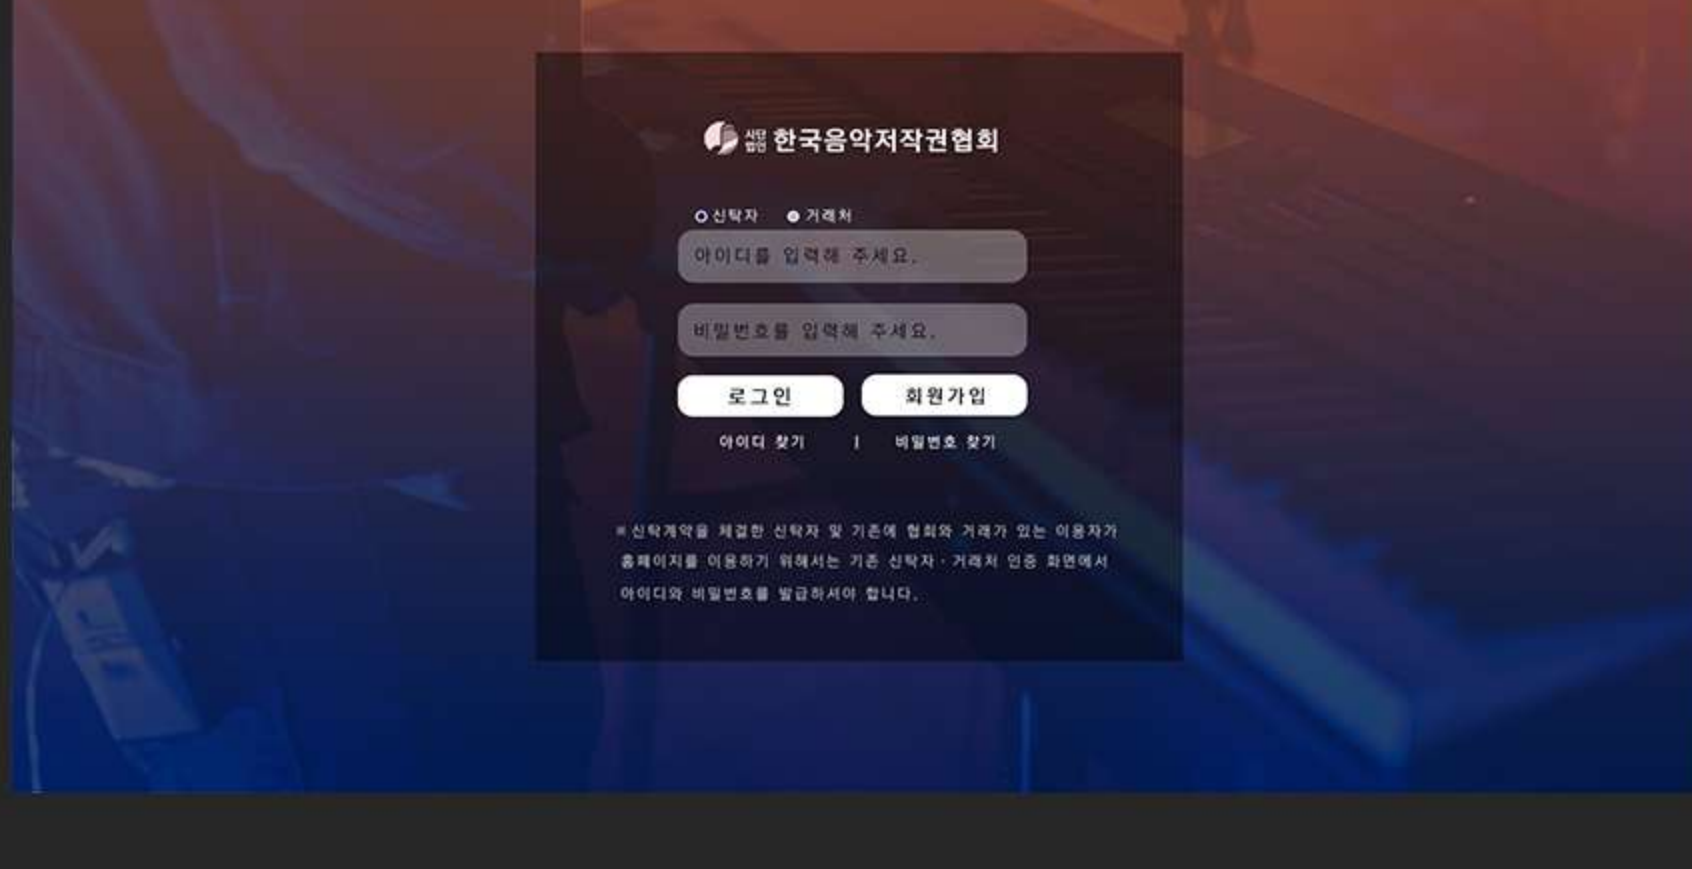 사단
법인 한국음악저작권협회
신탁자 거래처
아이디를 입력해 주세요.
비밀번호를 입력해 주세요.
로그인 회원가입
아이디 찾기 | 비밀번호 찾기
※신탁계약을 체결한 신탁자 및 기존에 협회와 거래가 있는 이용자가
홈페이지를 이용하기 위해서는 기존 신탁자·거래처 인증 화면에서
아이디와 비밀번호를 발급하셔야 합니다.